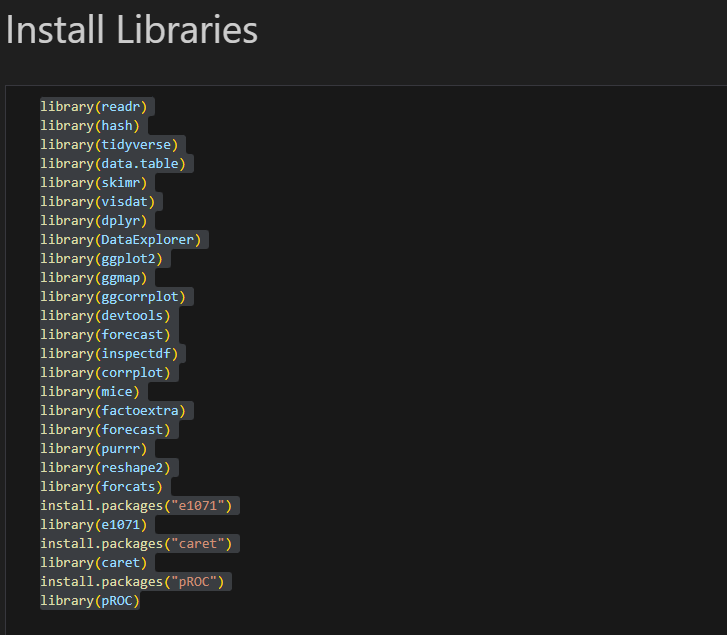 Install Libraries
library(readr)
library(hash)
library(tidyverse)
library(data.table)
library(skimr)
library(visdat)
library(dplyr)
library(DataExplorer)
library(ggplot2)
library(ggmap)
library(ggcorrplot)
library(devtools)
library(forecast)
library(inspectdf)
library(corrplot)
library(mice)
library(factoextra)
library(forecast)
library(purrr)
library(reshape2)
library(forcats)
install.packages("e1071")
library(e1071)
install.packages("caret")
library(caret)
install.packages("pROC")
library(pROC)